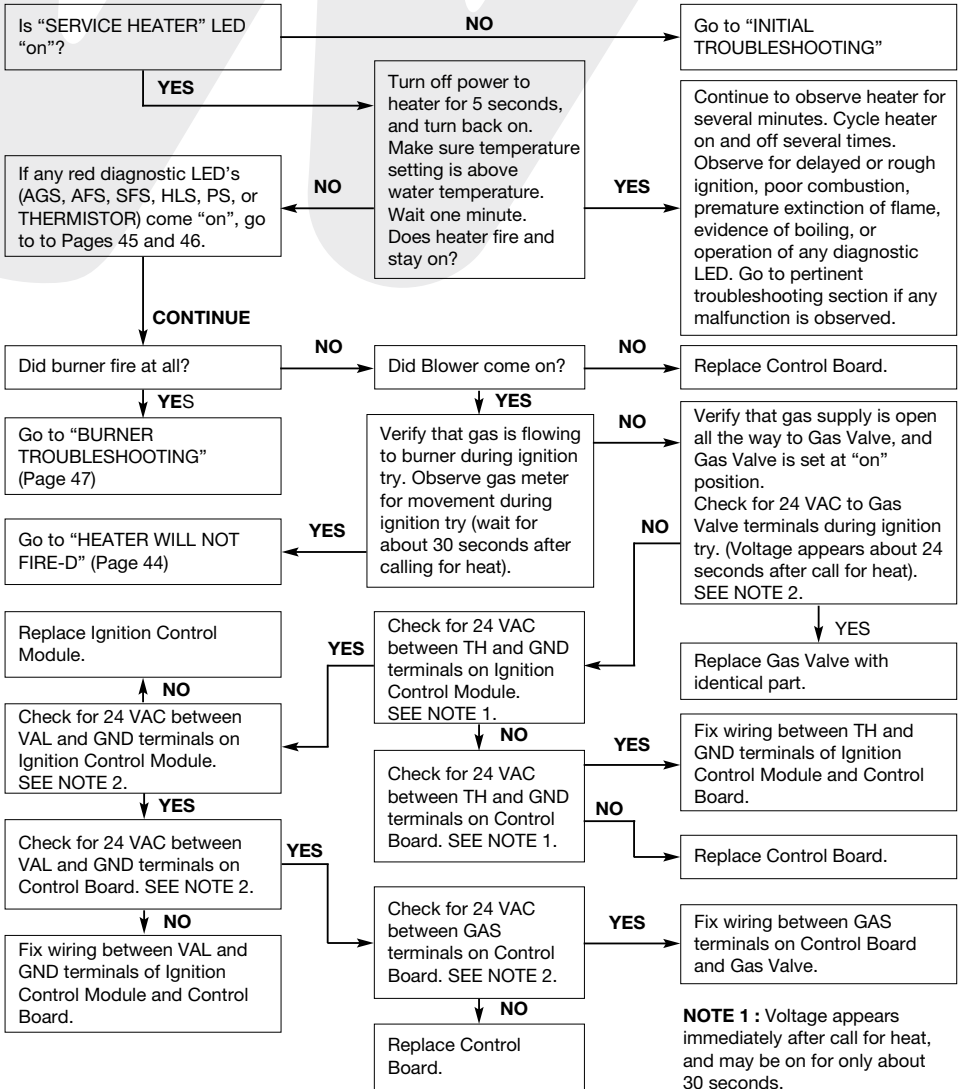 Is “SERVICE HEATER” LED
“on”?
NO
Go to “INITIAL
TROUBLESHOOTING”
YES
Turn off power to
heater for 5 seconds,
and turn back on.
Make sure temperature
setting is above
water temperature.
Wait one minute.
Does heater fire and
stay on?
YES
Continue to observe heater for
several minutes. Cycle heater
on and off several times.
Observe for delayed or rough
ignition, poor combustion,
premature extinction of flame,
evidence of boiling, or
operation of any diagnostic
LED. Go to pertinent
troubleshooting section if any
malfunction is observed.
NO
If any red diagnostic LED's
(AGS, AFS, SFS, HLS, PS, or
THERMISTOR) come “on”, go
to to Pages 45 and 46.
CONTINUE
Did burner fire at all?
NO
Did Blower come on?
NO
Replace Control Board.
YES
Go to “BURNER
TROUBLESHOOTING”
(Page 47)
YES
Verify that gas is flowing
to burner during ignition
try. Observe gas meter
for movement during
ignition try (wait for
about 30 seconds after
calling for heat).
NO
Verify that gas supply is open
all the way to Gas Valve, and
Gas Valve is set at “on”
position.
Check for 24 VAC to Gas
Valve terminals during ignition
try. (Voltage appears about 24
seconds after call for heat).
SEE NOTE 2.
YES
Go to “HEATER WILL NOT
FIRE-D” (Page 44)
NO
YES
Replace Gas Valve with
identical part.
Check for 24 VAC
between TH and GND
terminals on Ignition
Control Module.
SEE NOTE 1.
YES
Replace Ignition Control
Module.
NO
Check for 24 VAC between
VAL and GND terminals on
Ignition Control Module.
SEE NOTE 2.
NO
Check for 24 VAC
between TH and GND
terminals on Control
Board. SEE NOTE 1.
YES
Fix wiring between TH and
GND terminals of Ignition
Control Module and Control
Board.
NO
Replace Control Board.
YES
Check for 24 VAC between
VAL and GND terminals on
Control Board. SEE NOTE 2.
YES
Check for 24 VAC
between GAS
terminals on Control
Board. SEE NOTE 2.
YES
Fix wiring between GAS
terminals on Control Board
and Gas Valve.
NO
Fix wiring between VAL and
GND terminals of Ignition
Control Module and Control
Board.
NO
Replace Control
Board.
NOTE 1 : Voltage appears
immediately after call for heat,
and may be on for only about
30 seconds.